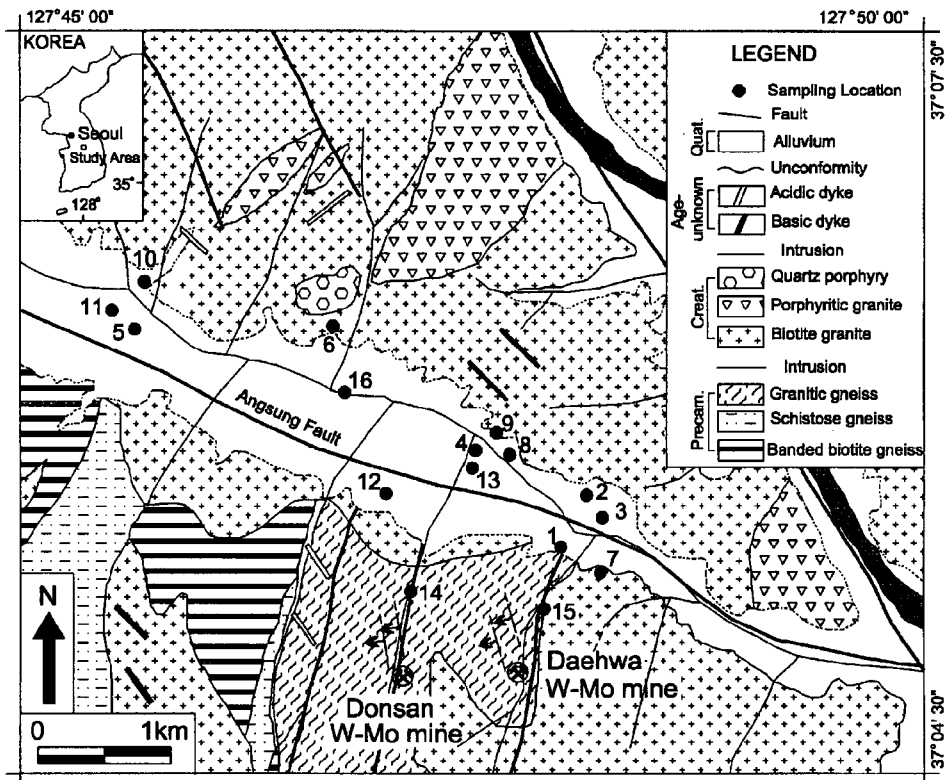 127°45' 00"
127°50' 00"
37°07' 30"
KOREA
Seoul
Study Area
35°
128°
LEGEND
Sampling Location
Fault
Quat.
Alluvium
Unconformity
Age-
unknown
Acidic dyke
Basic dyke
Intrusion
Creat.
Quartz porphyry
Porphyritic granite
Biotite granite
Intrusion
Precam.
Granitic gneiss
Schistose gneiss
Banded biotite gneiss
10
11
5
6
16
Angsung Fault
9
4
8
13
12
2
3
1
7
14
15
N
Daehwa
W-Mo mine
Donsan
W-Mo mine
0
1km
37°04' 30"